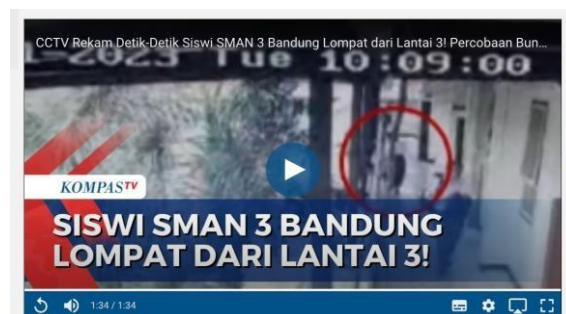 CCTV Rekam Detik-Detik Siswi SMAN 3 Bandung Lompat dari Lantai 3! Percobaan Bun...
-2023 Tue 10:09:00
KOMPASTV
SISWI SMAN 3 BANDUNG
LOMPAT DARI LANTAI 3!
1:34 / 1:34